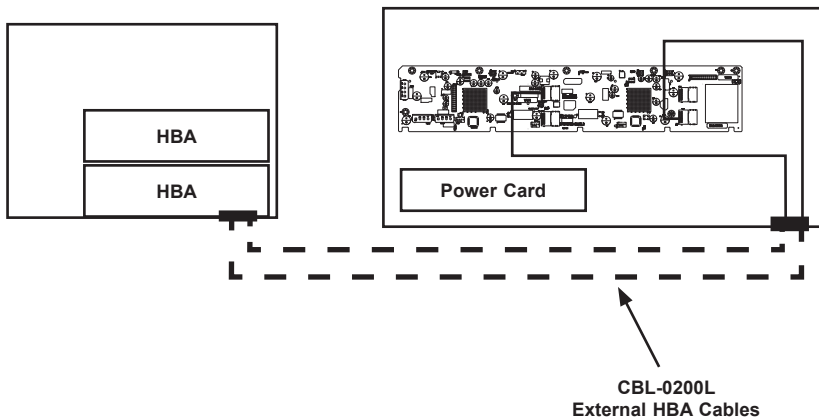 HBA
HBA
Power Card
CBL-0200L
External HBA Cables